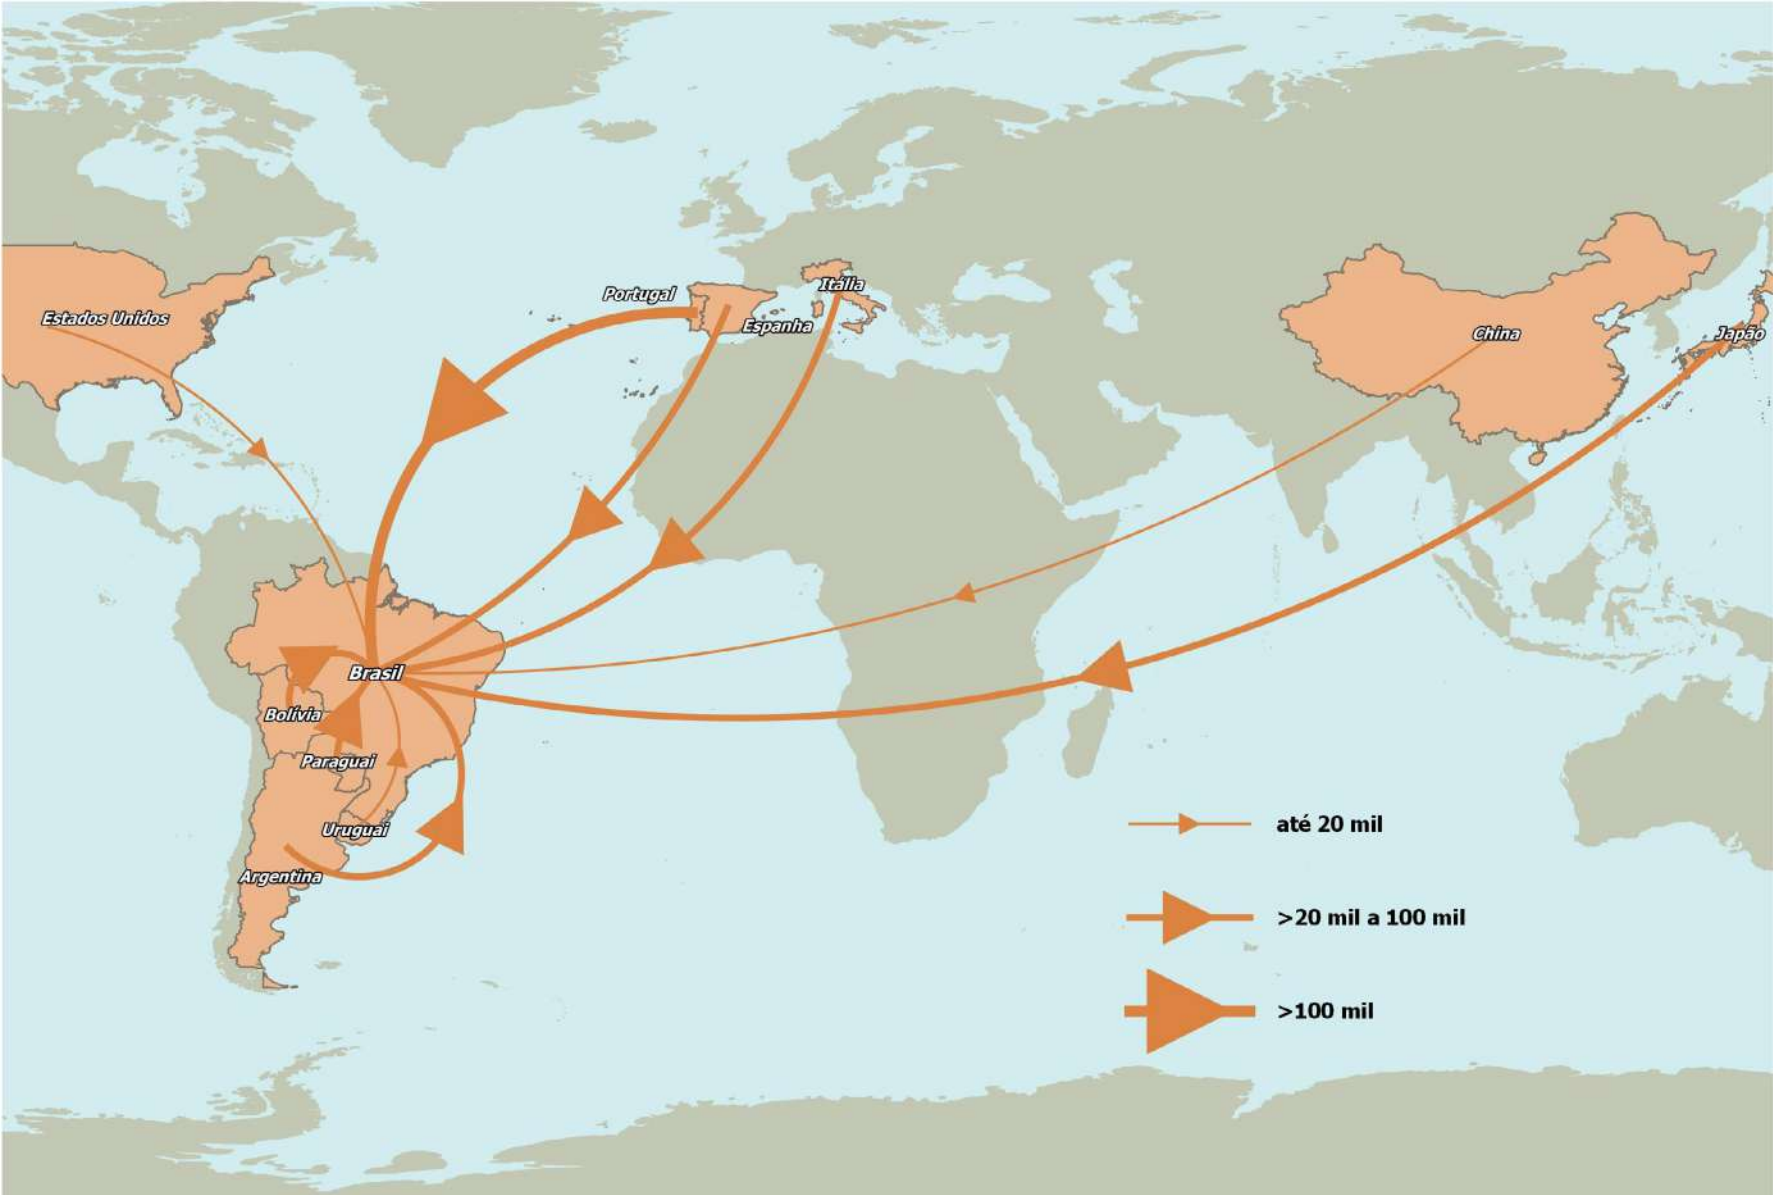 Portugal
Itália
Estados Unidos
Espanha
China
Japão
Brasil
Bolívia
Paraguai
Uruguai
Argentina
até 20 mil
>20 mil a 100 mil
>100 mil